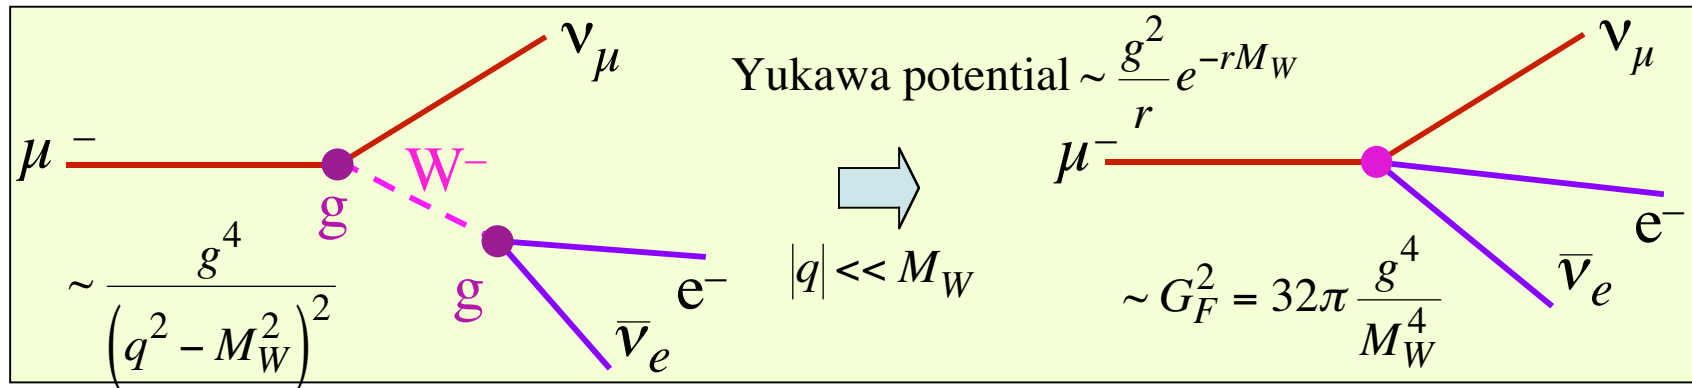 μ⁻
ν_μ
W⁻
g
g
e⁻
ν̄_e
~ g⁴ / (q² − M_W²)²
Yukawa potential ~ g²/r e^{−rM_W}
|q| << M_W
μ⁻
ν_μ
e⁻
ν̄_e
~ G_F² = 32π g⁴/M_W⁴